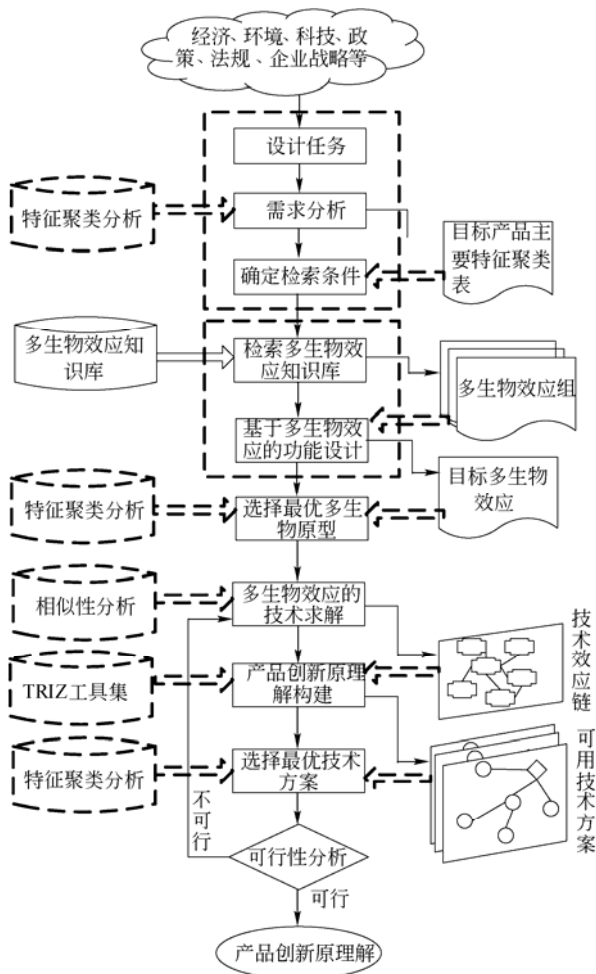 经济、环境、科技、政
策、法规、企业战略等
设计任务
特征聚类分析
需求分析
目标产品主
要特征聚类
表
确定检索条件
多生物效应知
识库
检索多生物效
应知识库
多生物效应组
基于多生物效
应的功能设计
目标多生物
效应
特征聚类分析
选择最优多生
物原型
相似性分析
多生物效应的
技术求解
技术效应链
TRIZ工具集
产品创新原理
解构建
特征聚类分析
选择最优技术
方案
可用技术方案
不可行
可行性分析
可行
产品创新原理解